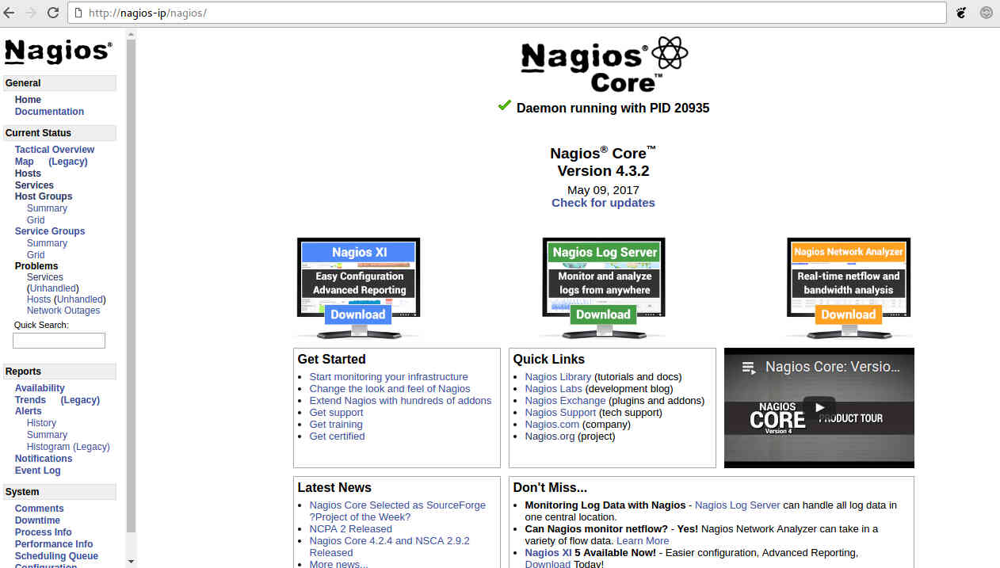 http://nagios-ip/nagios/
Nagios®
General
Home
Documentation
Current Status
Tactical Overview
Map (Legacy)
Hosts
Services
Host Groups
Summary
Grid
Service Groups
Summary
Grid
Problems
Services
(Unhandled)
Hosts (Unhandled)
Network Outages
Quick Search:
Reports
Availability
Trends (Legacy)
Alerts
History
Summary
Histogram (Legacy)
Notifications
Event Log
System
Comments
Downtime
Process Info
Performance Info
Scheduling Queue
Configuration
Nagios®
Core™
Daemon running with PID 20935
Nagios® Core™
Version 4.3.2
May 09, 2017
Check for updates
Nagios XI
Easy Configuration
Advanced Reporting
Download
Nagios Log Server
Monitor and analyze
logs from anywhere
Download
Nagios Network Analyzer
Real-time netflow and
bandwidth analysis
Download
Get Started
• Start monitoring your infrastructure
• Change the look and feel of Nagios
• Extend Nagios with hundreds of addons
• Get support
• Get training
• Get certified
Quick Links
• Nagios Library (tutorials and docs)
• Nagios Labs (development blog)
• Nagios Exchange (plugins and addons)
• Nagios Support (tech support)
• Nagios.com (company)
• Nagios.org (project)
Nagios Core: Versio...
NAGIOS
CORE
Version 4
PRODUCT TOUR
Latest News
• Nagios Core Selected as SourceForge
?Project of the Week?
• NCPA 2 Released
• Nagios Core 4.2.4 and NSCA 2.9.2
Released
• More news...
Don't Miss...
• Monitoring Log Data with Nagios - Nagios Log Server can handle all log data in
one central location.
• Can Nagios monitor netflow? - Yes! Nagios Network Analyzer can take in a
variety of flow data. Learn More
• Nagios XI 5 Available Now! - Easier configuration, Advanced Reporting,
Download Today!